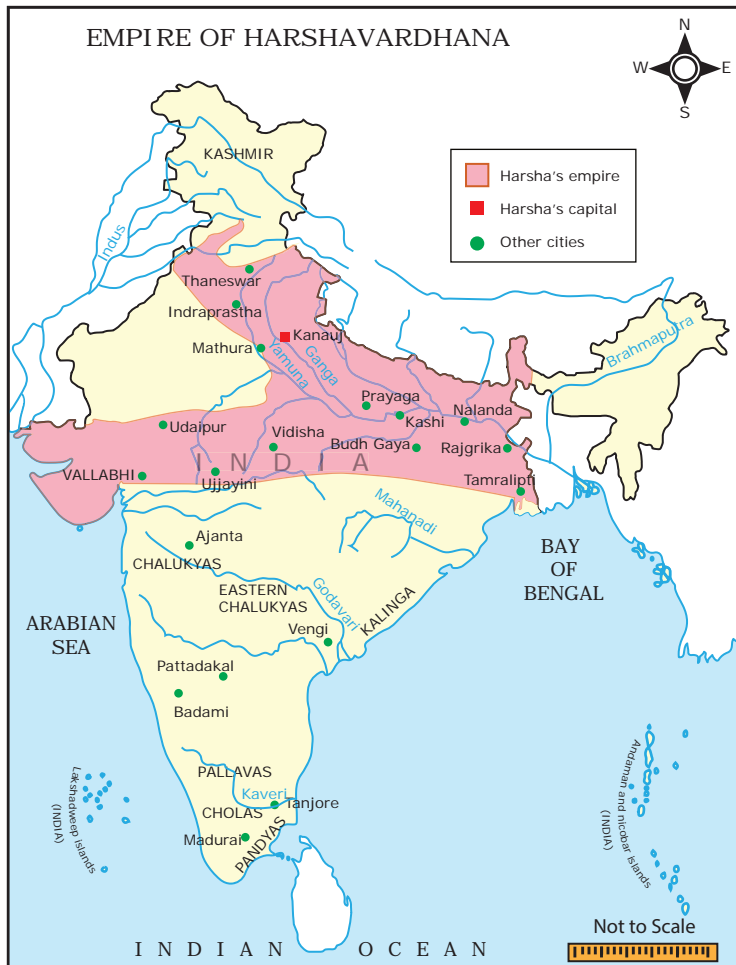 EMPIRE OF HARSHAVARDHANA
N
W
E
S
KASHMIR
Harsha's empire
Harsha's capital
Other cities
Indus
Thaneswar
Indraprastha
Kanauj
Mathura
Yamuna
Ganga
Brahmaputra
Prayaga
Kashi
Nalanda
Udaipur
Vidisha
Budh Gaya
Rajgrika
INDIA
VALLABHI
Ujjayini
Tamralipti
Mahanadi
Ajanta
CHALUKYAS
BAY
OF
BENGAL
EASTERN
CHALUKYAS
Godavari
KALINGA
ARABIAN
SEA
Vengi
Pattadakal
Badami
PALLAVAS
Kaveri
Tanjore
CHOLAS
Madurai
PANDYAS
Lakshadweep islands
(INDIA)
Andaman and nicobar islands
(INDIA)
Not to Scale
INDIAN OCEAN